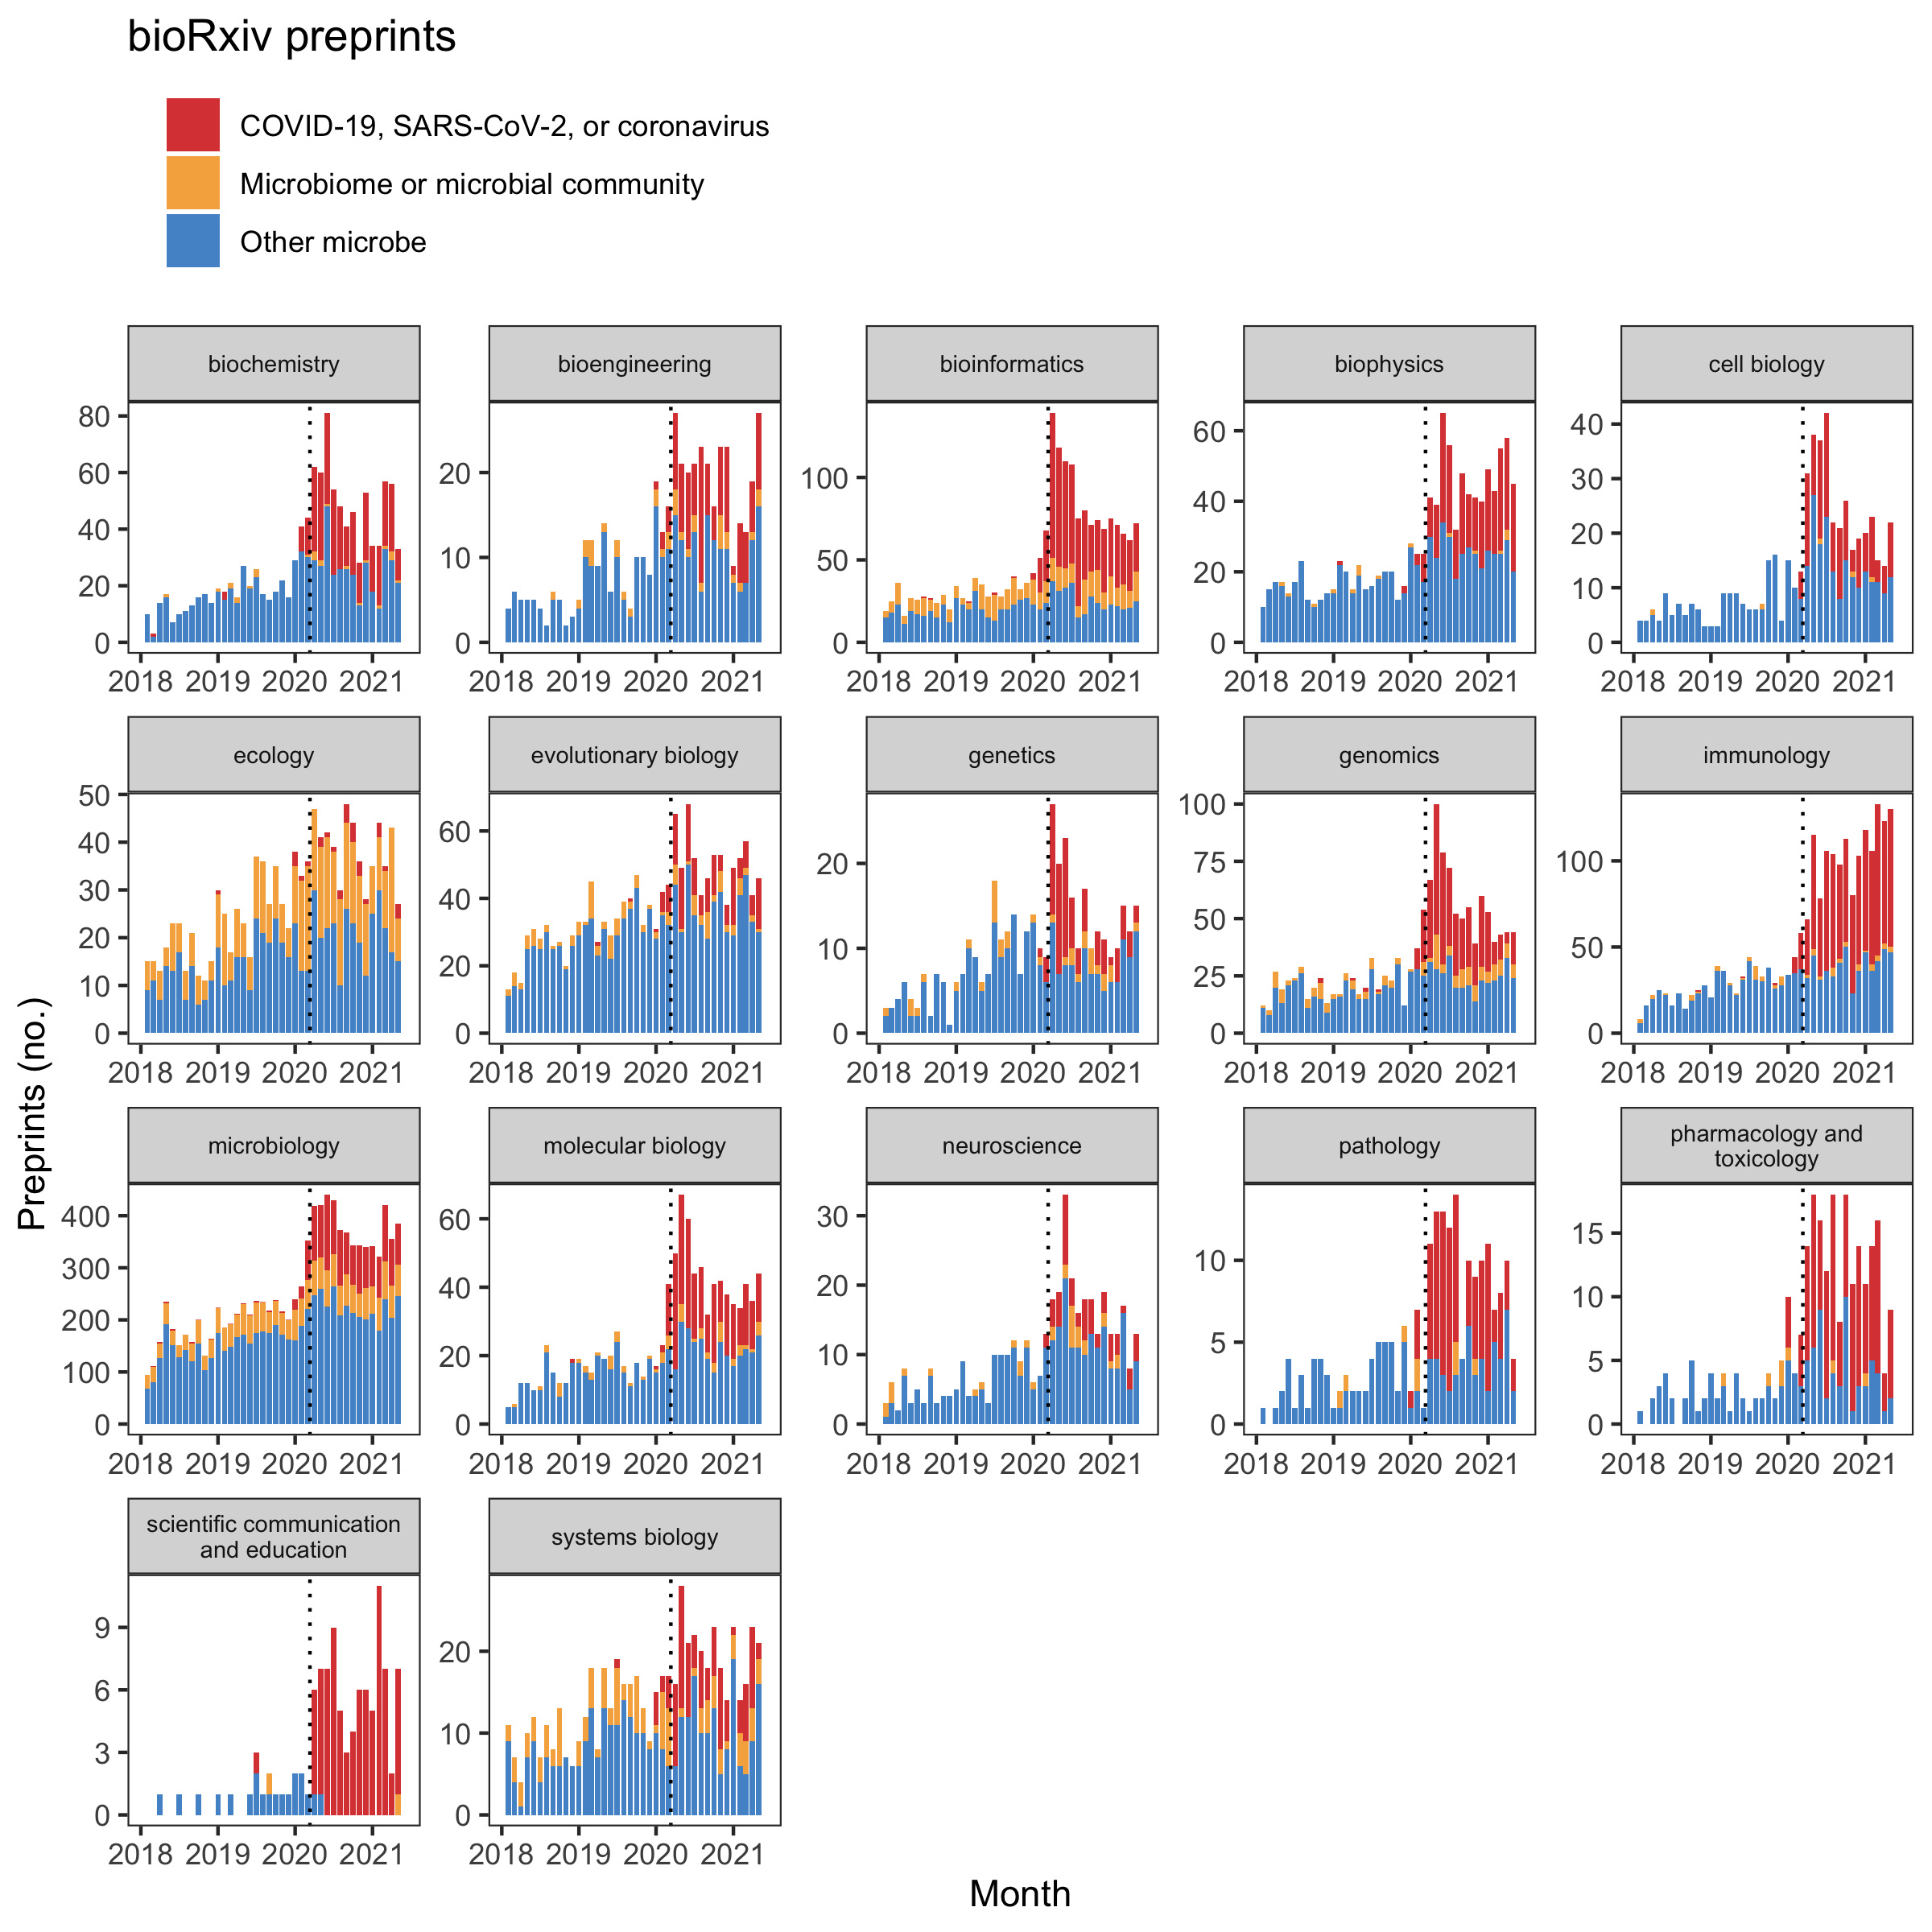 bioRxiv preprints
COVID-19, SARS-CoV-2, or coronavirus
Microbiome or microbial community
Other microbe
biochemistry
bioengineering
bioinformatics
biophysics
cell biology
80
60
40
20
0
20
10
0
100
50
0
60
40
20
0
40
30
20
10
0
2018 2019 2020 2021
2018 2019 2020 2021
2018 2019 2020 2021
2018 2019 2020 2021
2018 2019 2020 2021
ecology
evolutionary biology
genetics
genomics
immunology
50
40
30
20
10
0
60
40
20
0
20
10
0
100
75
50
25
0
100
50
0
2018 2019 2020 2021
2018 2019 2020 2021
2018 2019 2020 2021
2018 2019 2020 2021
2018 2019 2020 2021
microbiology
molecular biology
neuroscience
pathology
pharmacology and
toxicology
400
300
200
100
0
60
40
20
0
30
20
10
0
10
5
0
15
10
5
0
2018 2019 2020 2021
2018 2019 2020 2021
2018 2019 2020 2021
2018 2019 2020 2021
2018 2019 2020 2021
scientific communication
and education
systems biology
9
6
3
0
20
10
0
2018 2019 2020 2021
2018 2019 2020 2021
Preprints (no.)
Month